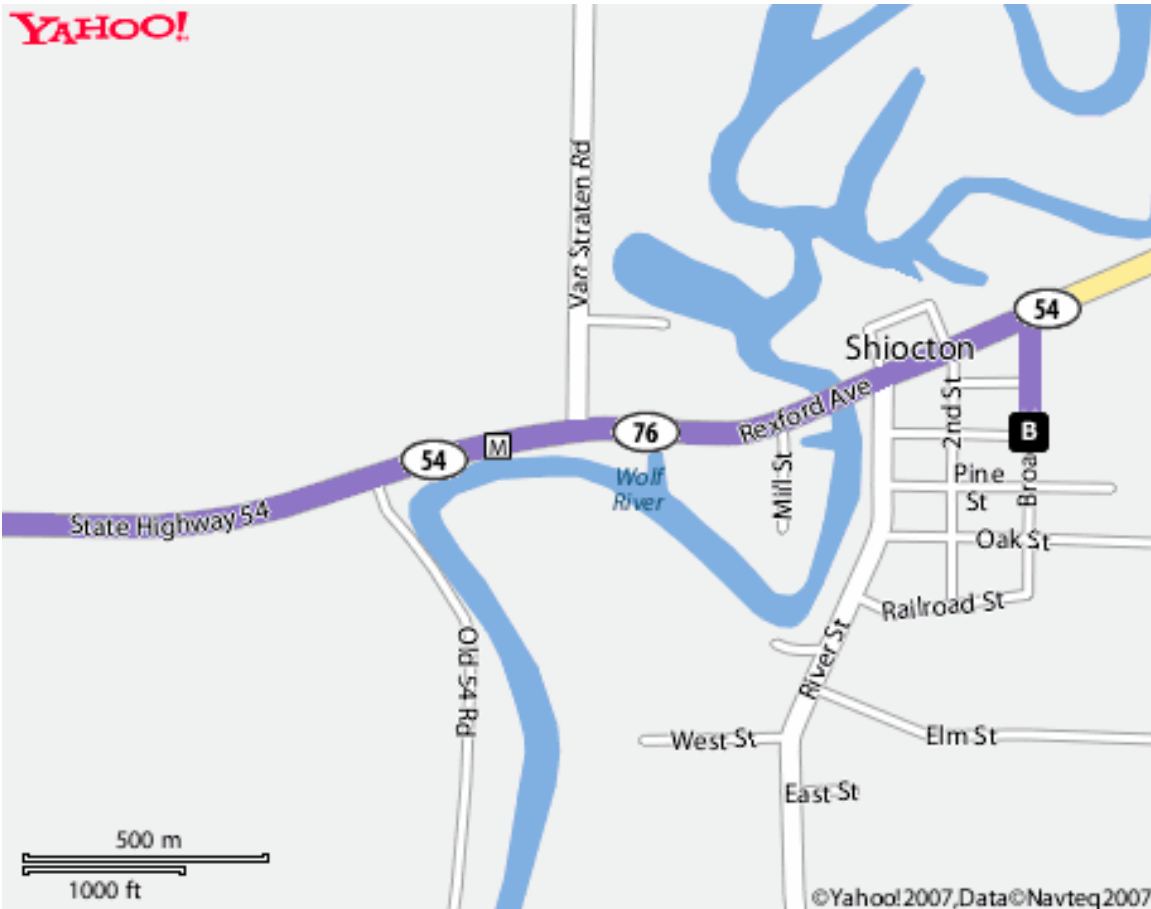 YAHOO!
Van Straten Rd
54
Shiocton
Rexford Ave
2nd St
76
B
54
M
Wolf
River
Mill St
Pine
St
Broa
State Highway 54
Oak St
Railroad St
Old 54 Rd
River St
West St
Elm St
East St
500 m
1000 ft
©Yahoo!2007,Data©Navteq2007